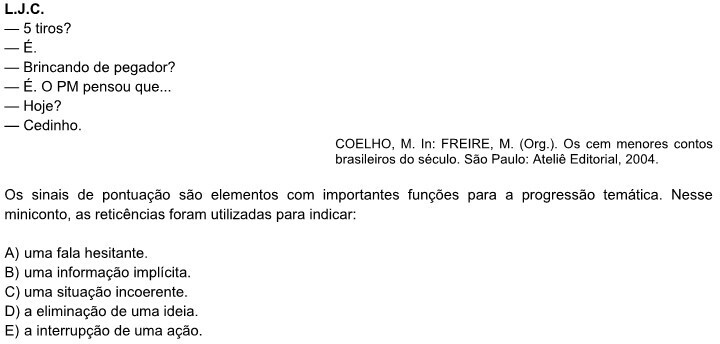 L.J.C.
— 5 tiros?
— É.
— Brincando de pegador?
— É. O PM pensou que...
— Hoje?
— Cedinho.
COELHO, M. In: FREIRE, M. (Org.). Os cem menores contos
brasileiros do século. São Paulo: Ateliê Editorial, 2004.
Os sinais de pontuação são elementos com importantes funções para a progressão temática. Nesse
miniconto, as reticências foram utilizadas para indicar:
A) uma fala hesitante.
B) uma informação implícita.
C) uma situação incoerente.
D) a eliminação de uma ideia.
E) a interrupção de uma ação.